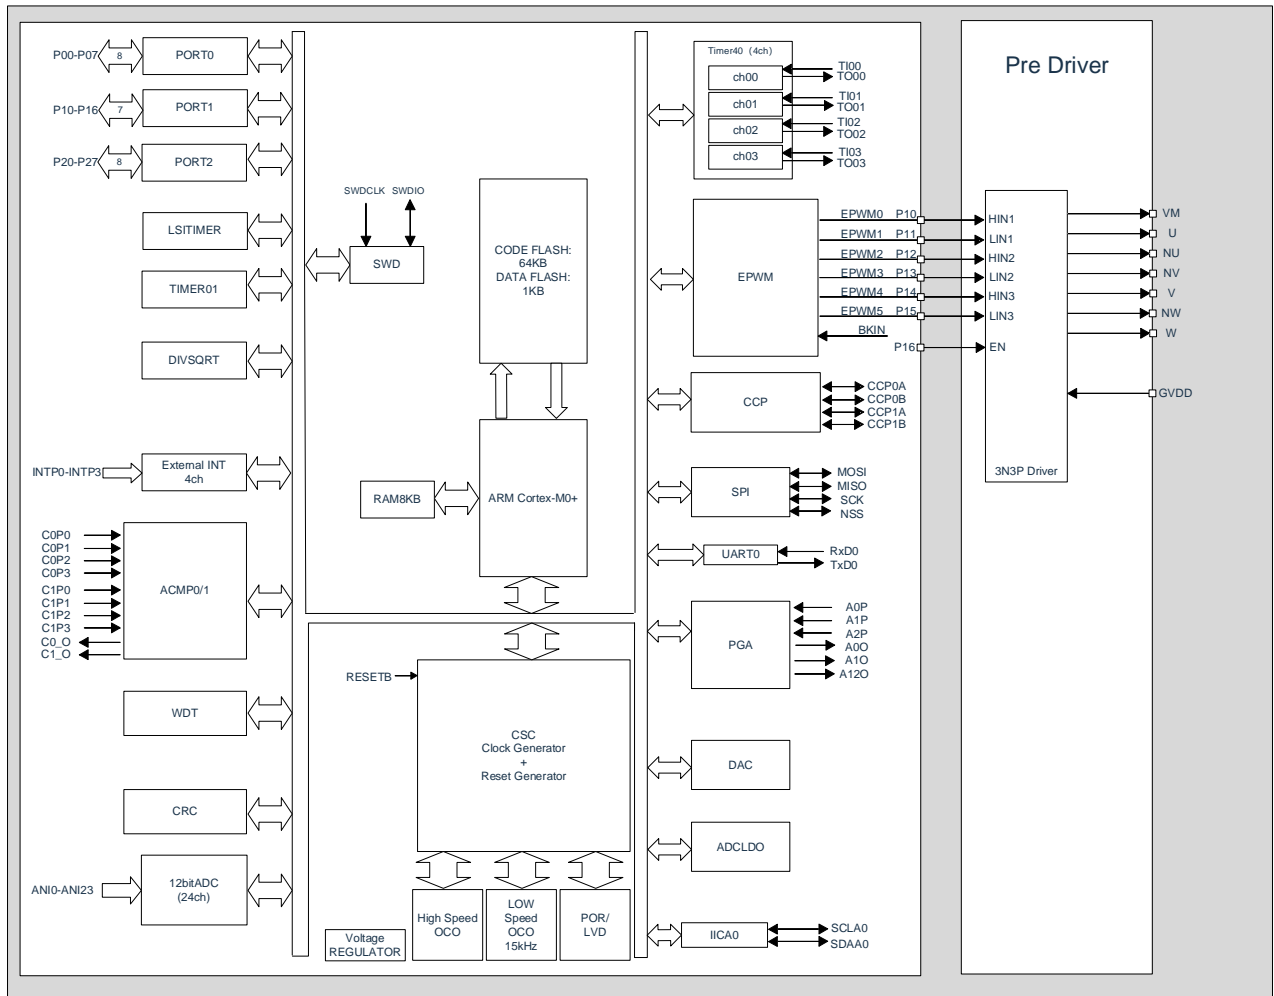 P00-P07
8
PORT0
P10-P16
7
PORT1
P20-P27
8
PORT2
LSITIMER
TIMER01
DIVSQRT
INTP0-INTP3
External INT
4ch
C0P0
C0P1
C0P2
C0P3
C1P0
C1P1
C1P2
C1P3
C0_O
C1_O
ACMP0/1
WDT
CRC
ANI0-ANI23
12bitADC
(24ch)
SWDCLK
SWDIO
SWD
CODE FLASH:
64KB
DATA FLASH:
1KB
RAM8KB
ARM Cortex-M0+
RESETB
CSC
Clock Generator
+
Reset Generator
Voltage
REGULATOR
High Speed
OCO
LOW
Speed
OCO
15kHz
POR/
LVD
Timer40 (4ch)
ch00
ch01
ch02
ch03
TI00
TO00
TI01
TO01
TI02
TO02
TI03
TO03
EPWM
EPWM0 P10
EPWM1 P11
EPWM2 P12
EPWM3 P13
EPWM4 P14
EPWM5 P15
BKIN
P16
CCP
CCP0A
CCP0B
CCP1A
CCP1B
SPI
MOSI
MISO
SCK
NSS
UART0
RxD0
TxD0
PGA
A0P
A1P
A2P
A0O
A1O
A12O
DAC
ADCLDO
IICA0
SCLA0
SDAA0
Pre Driver
HIN1
LIN1
HIN2
LIN2
HIN3
LIN3
EN
3N3P Driver
VM
U
NU
NV
V
NW
W
GVDD